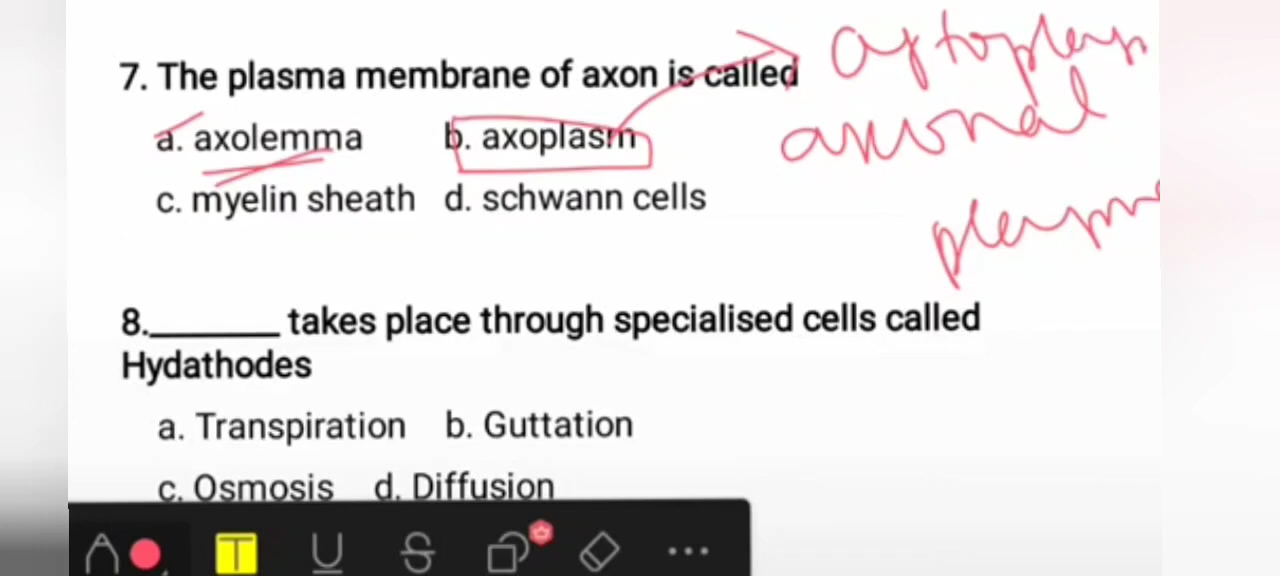 7. The plasma membrane of axon is called
a. axolemma b. axoplasm
c. myelin sheath d. schwann cells
axonal
8._______ takes place through specialised cells called
Hydathodes
a. Transpiration b. Guttation
c. Osmosis d. Diffusion
T U S